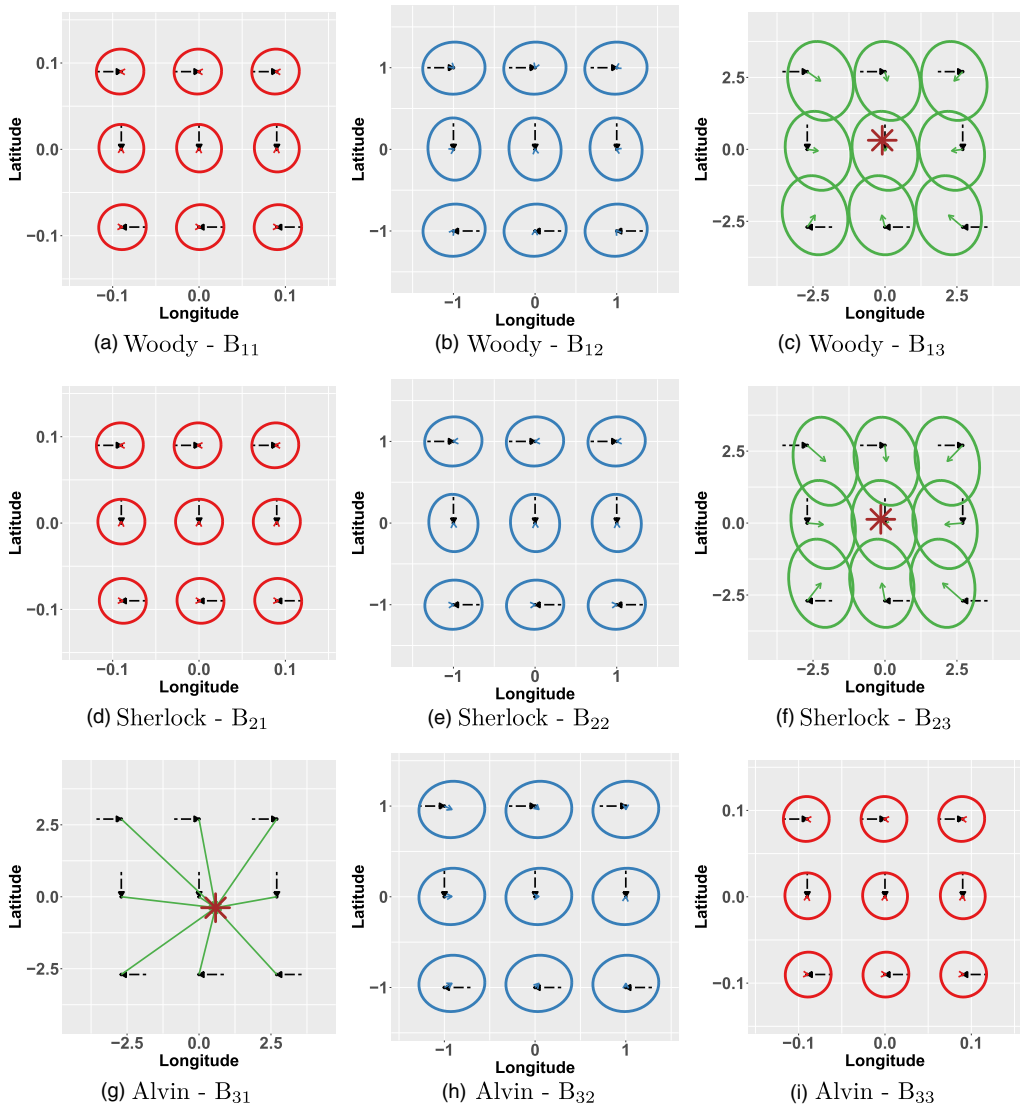 Latitude
0.1
0.0
−0.1
−0.1 0.0 0.1
Longitude
(a) Woody - B11
Latitude
1
0
−1
−1 0 1
Longitude
(b) Woody - B12
Latitude
2.5
0.0
−2.5
−2.5 0.0 2.5
Longitude
(c) Woody - B13
Latitude
0.1
0.0
−0.1
−0.1 0.0 0.1
Longitude
(d) Sherlock - B21
Latitude
1
0
−1
−1 0 1
Longitude
(e) Sherlock - B22
Latitude
2.5
0.0
−2.5
−2.5 0.0 2.5
Longitude
(f) Sherlock - B23
Latitude
2.5
0.0
−2.5
−2.5 0.0 2.5
Longitude
(g) Alvin - B31
Latitude
1
0
−1
−1 0 1
Longitude
(h) Alvin - B32
Latitude
0.1
0.0
−0.1
−0.1 0.0 0.1
Longitude
(i) Alvin - B33